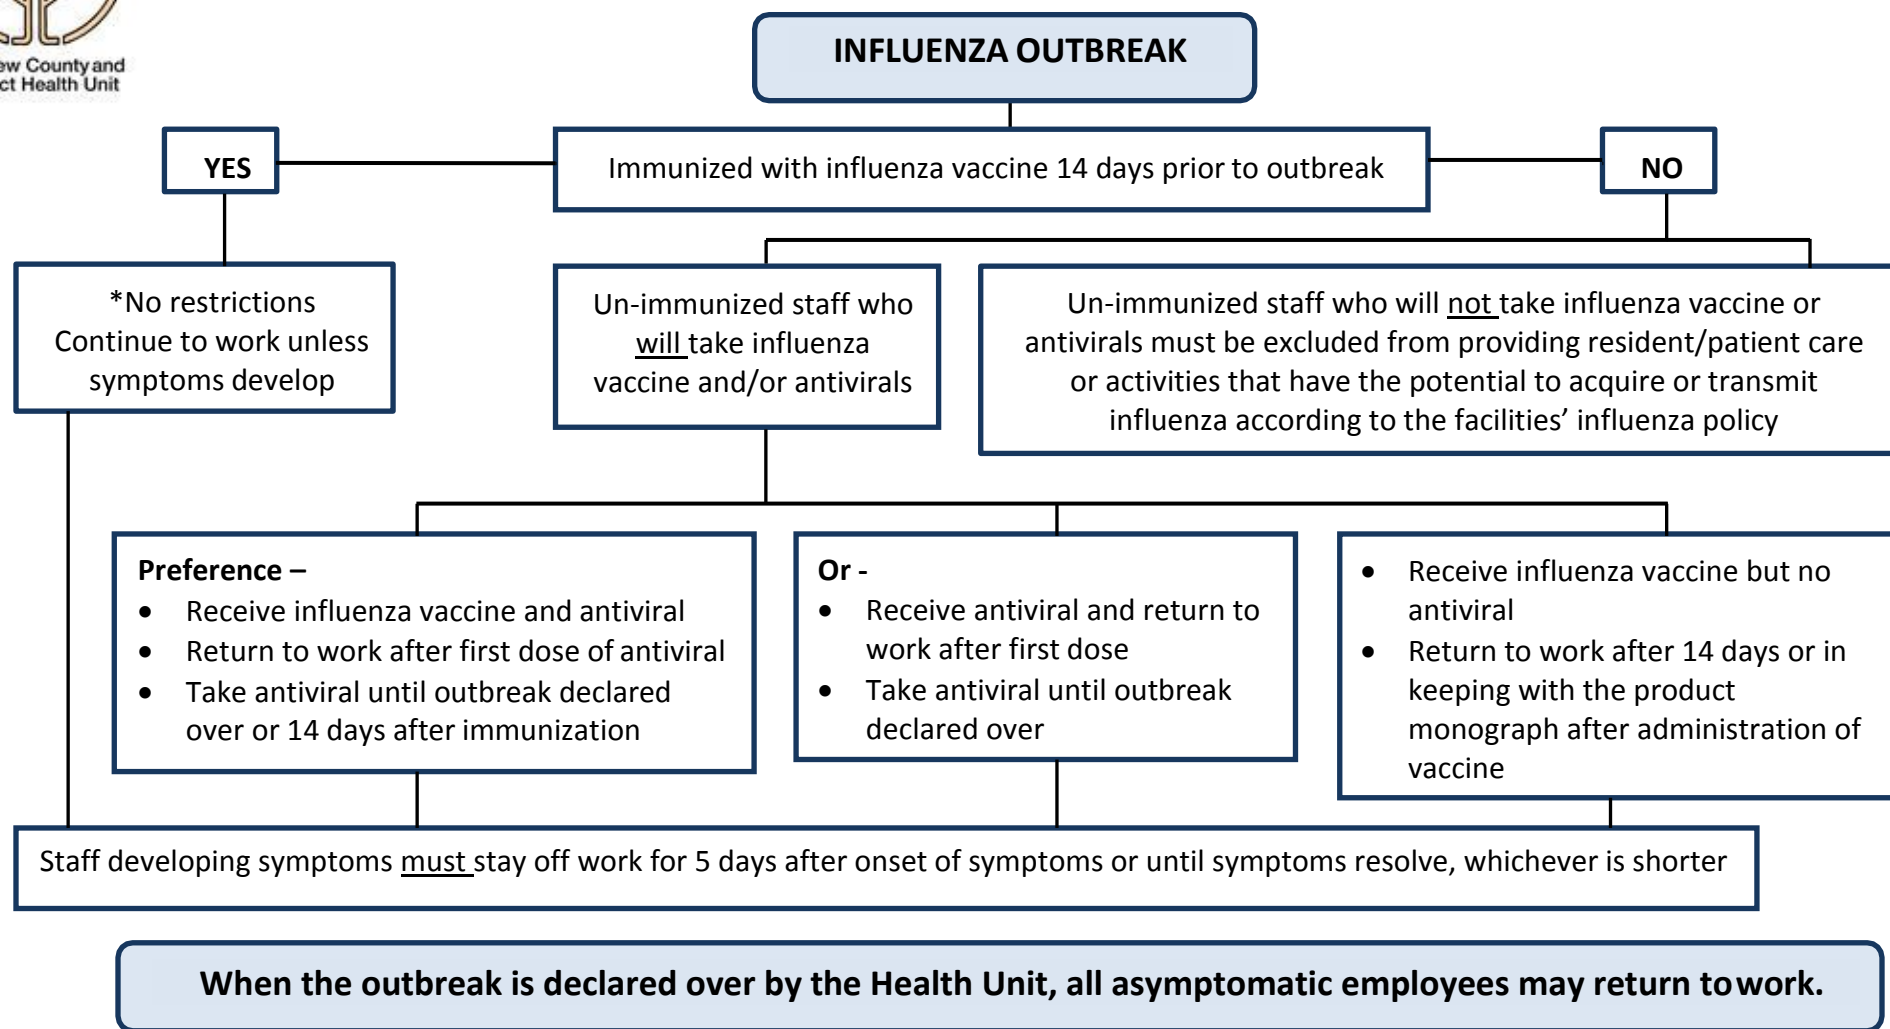 ew County and
ct Health Unit
INFLUENZA OUTBREAK
YES
Immunized with influenza vaccine 14 days prior to outbreak
NO
*No restrictions
Continue to work unless
symptoms develop
Un-immunized staff who
will take influenza
vaccine and/or antivirals
Un-immunized staff who will not take influenza vaccine or
antivirals must be excluded from providing resident/patient care
or activities that have the potential to acquire or transmit
influenza according to the facilities’ influenza policy
Preference –
• Receive influenza vaccine and antiviral
• Return to work after first dose of antiviral
• Take antiviral until outbreak declared
over or 14 days after immunization
Or -
• Receive antiviral and return to
work after first dose
• Take antiviral until outbreak
declared over
• Receive influenza vaccine but no
antiviral
• Return to work after 14 days or in
keeping with the product
monograph after administration of
vaccine
Staff developing symptoms must stay off work for 5 days after onset of symptoms or until symptoms resolve, whichever is shorter
When the outbreak is declared over by the Health Unit, all asymptomatic employees may return to work.